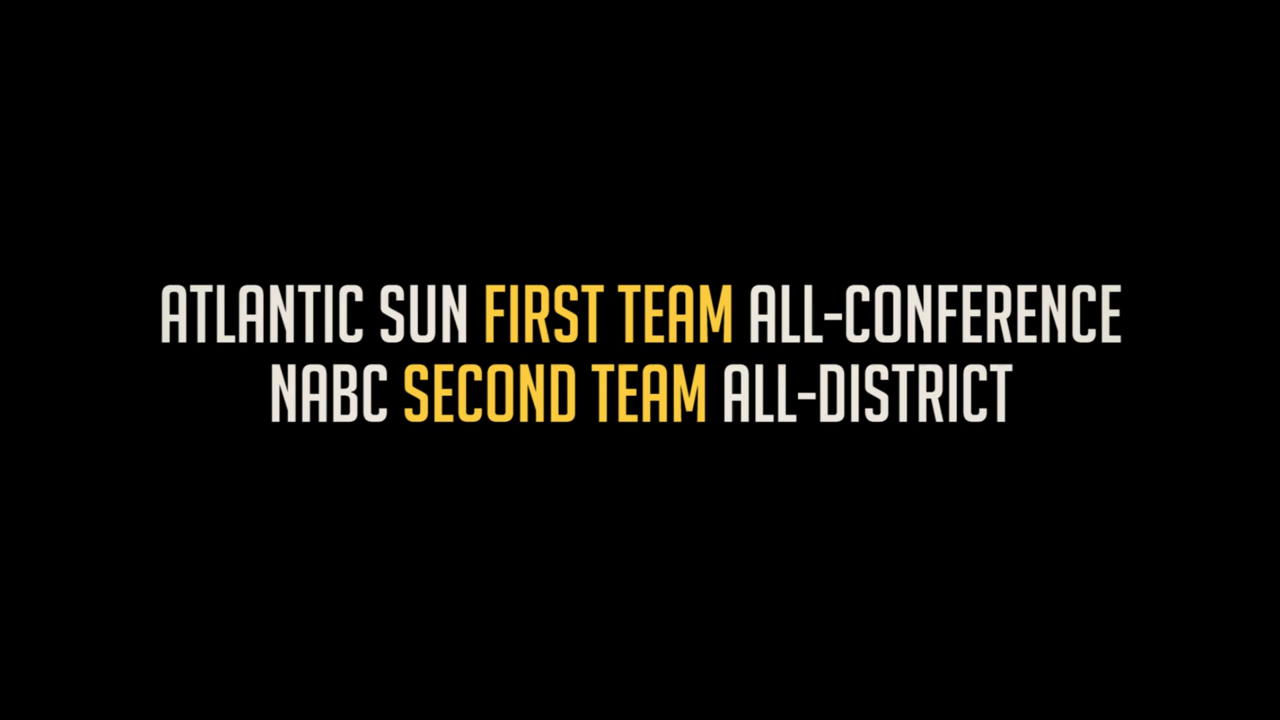 ATLANTIC SUN FIRST TEAM ALL-CONFERENCE
NABC SECOND TEAM ALL-DISTRICT